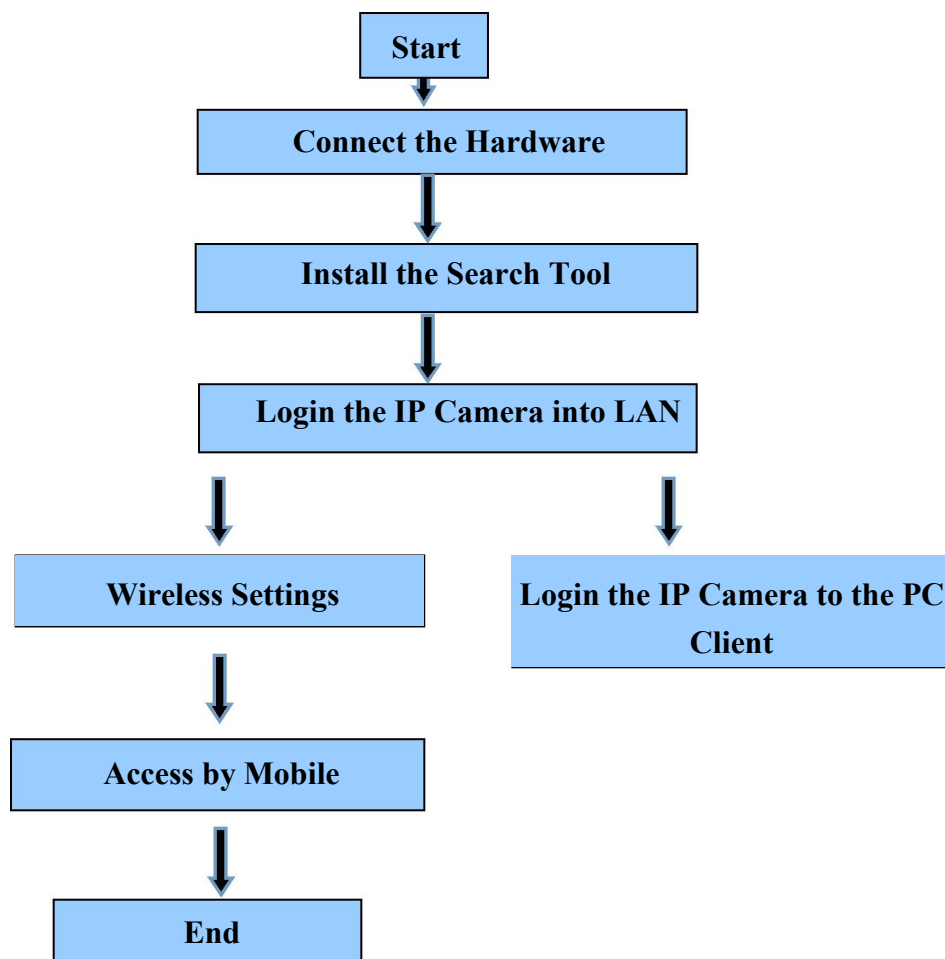 Start
Connect the Hardware
Install the Search Tool
Login the IP Camera into LAN
Wireless Settings
Login the IP Camera to the PC
Client
Access by Mobile
End